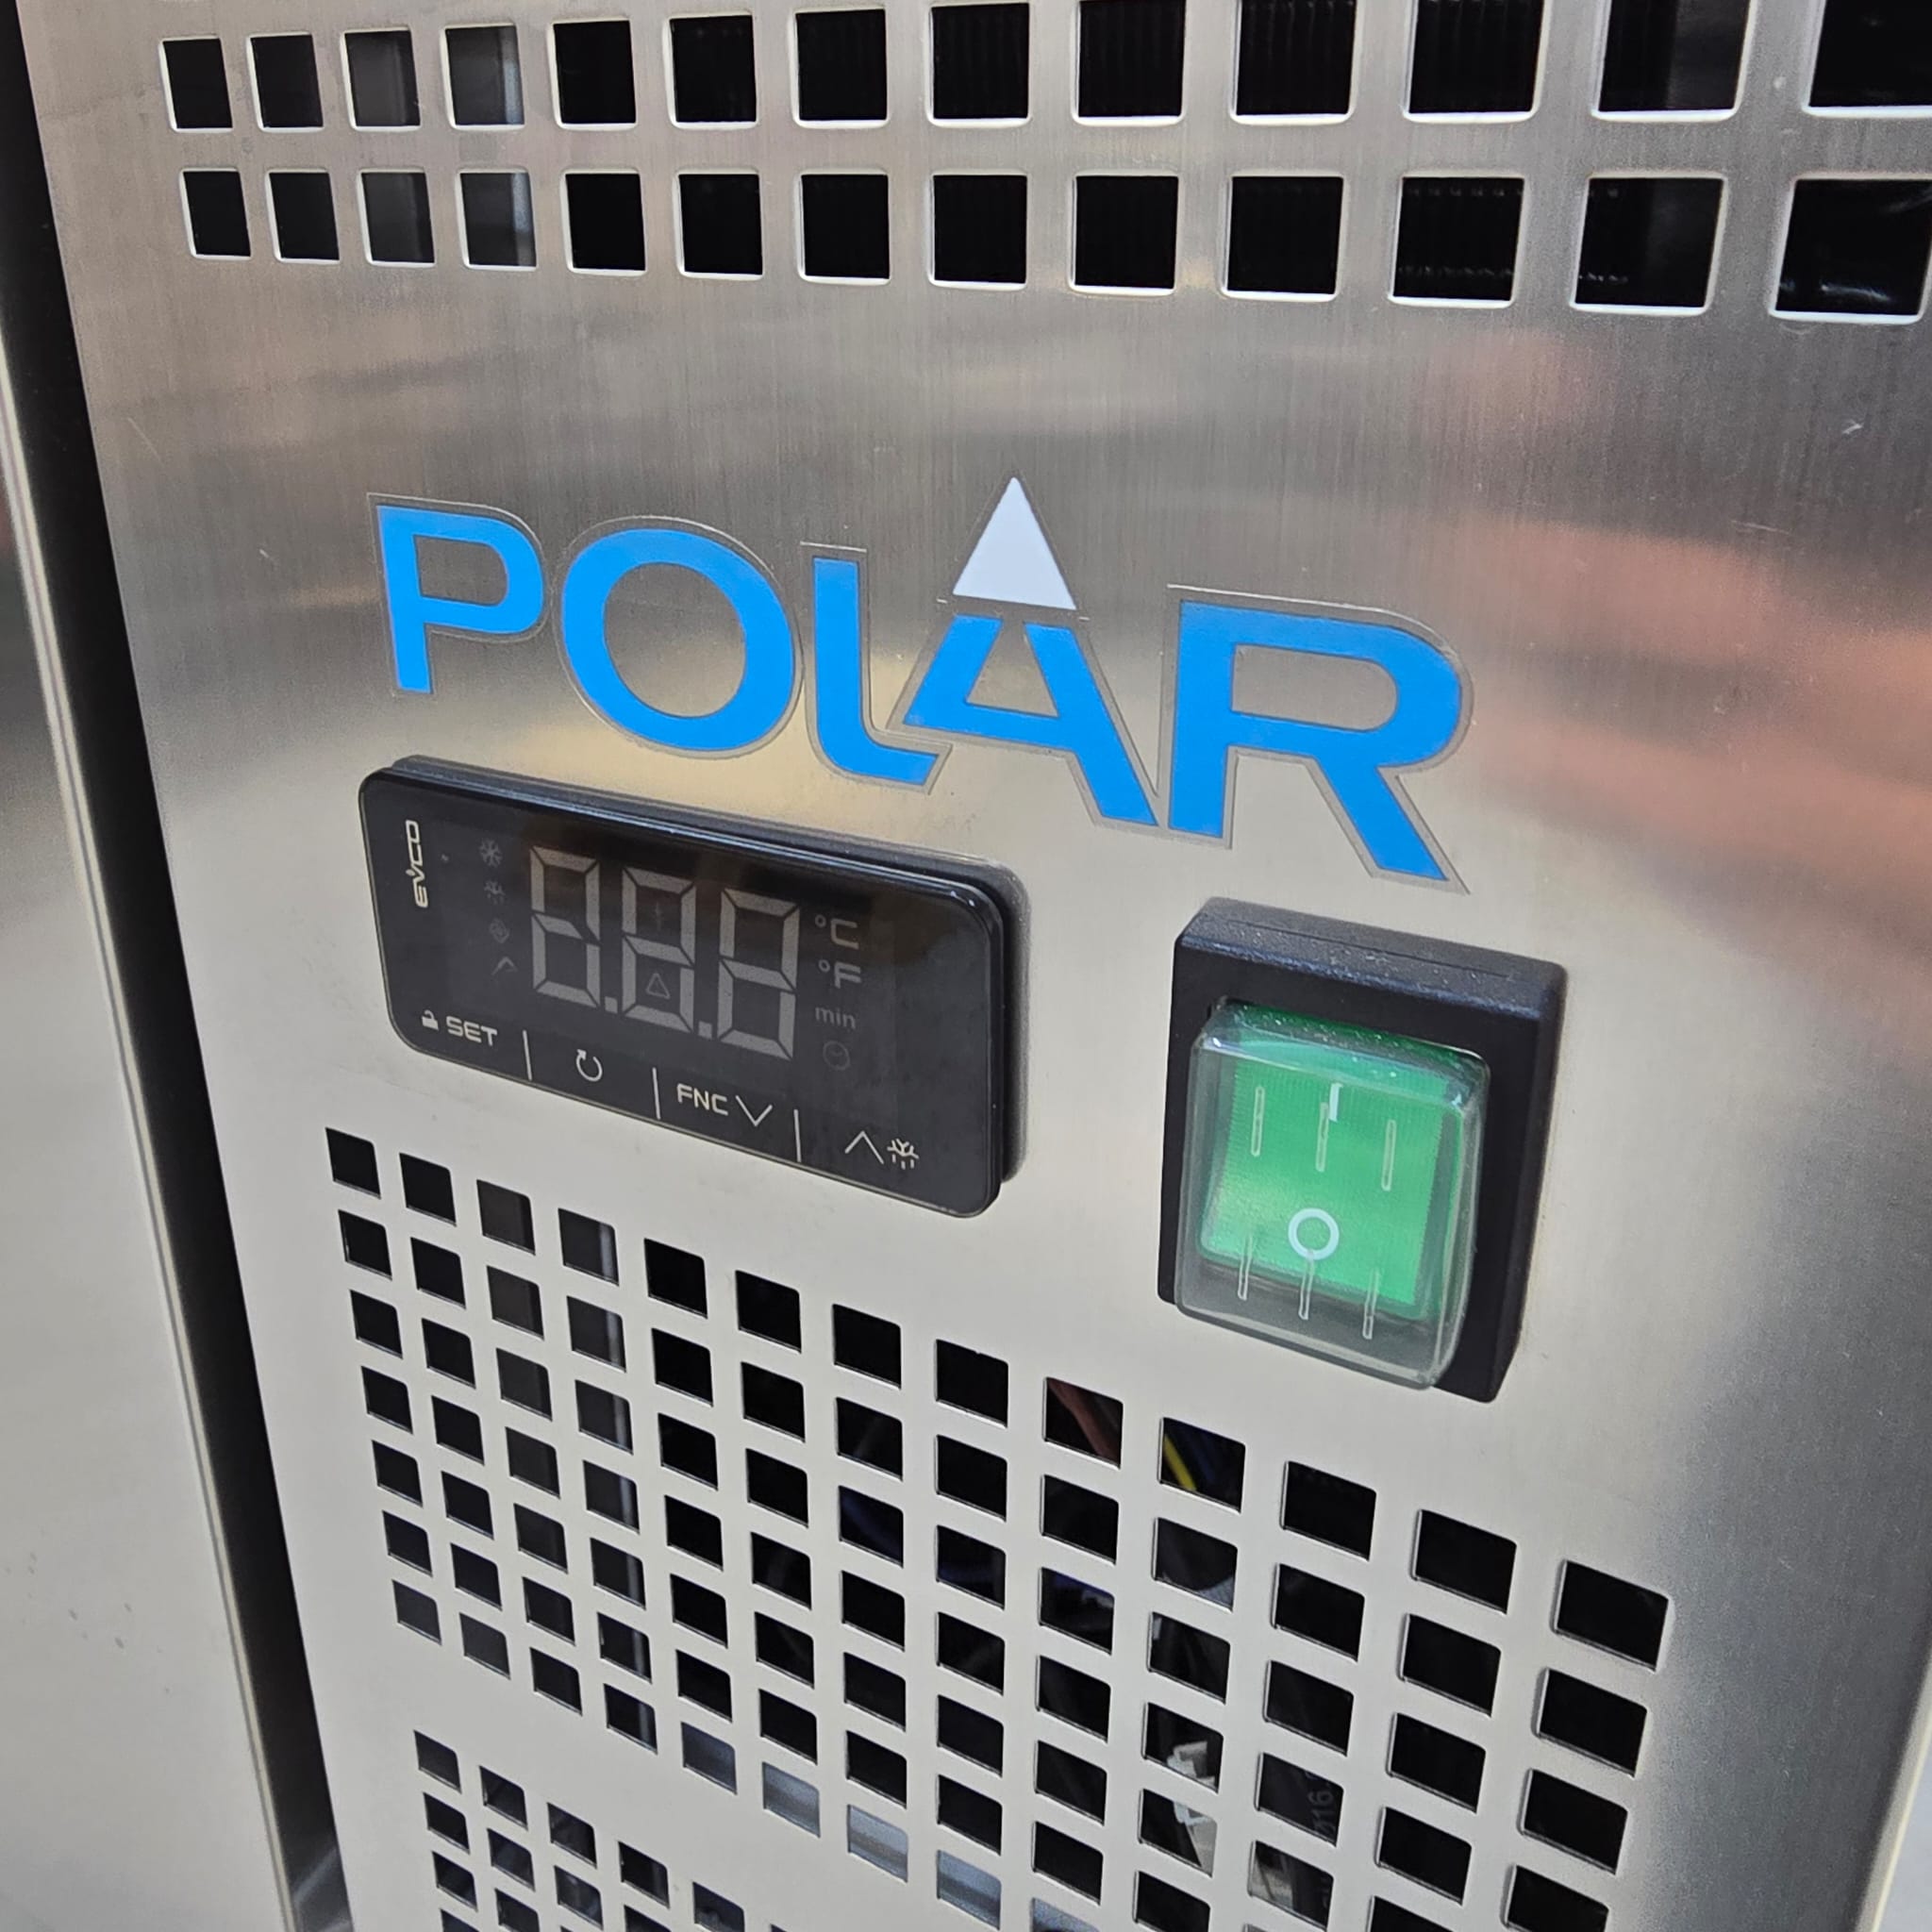 POLAR
EVCO
°C
°F
min
SET
FNC